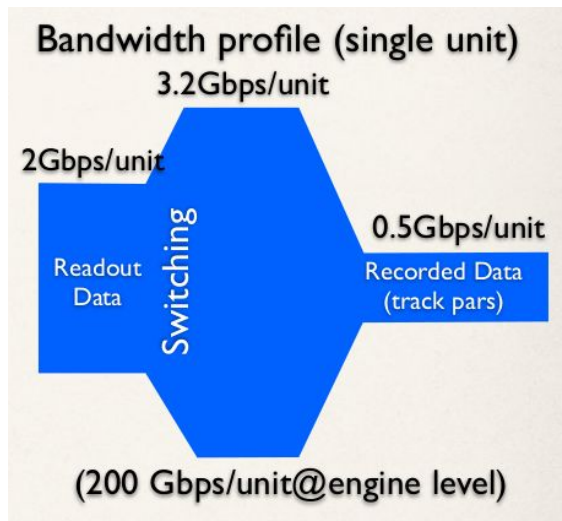 Bandwidth profile (single unit)
3.2Gbps/unit
2Gbps/unit
0.5Gbps/unit
Readout
Data
Switching
Recorded Data
(track pars)
(200 Gbps/unit@engine level)